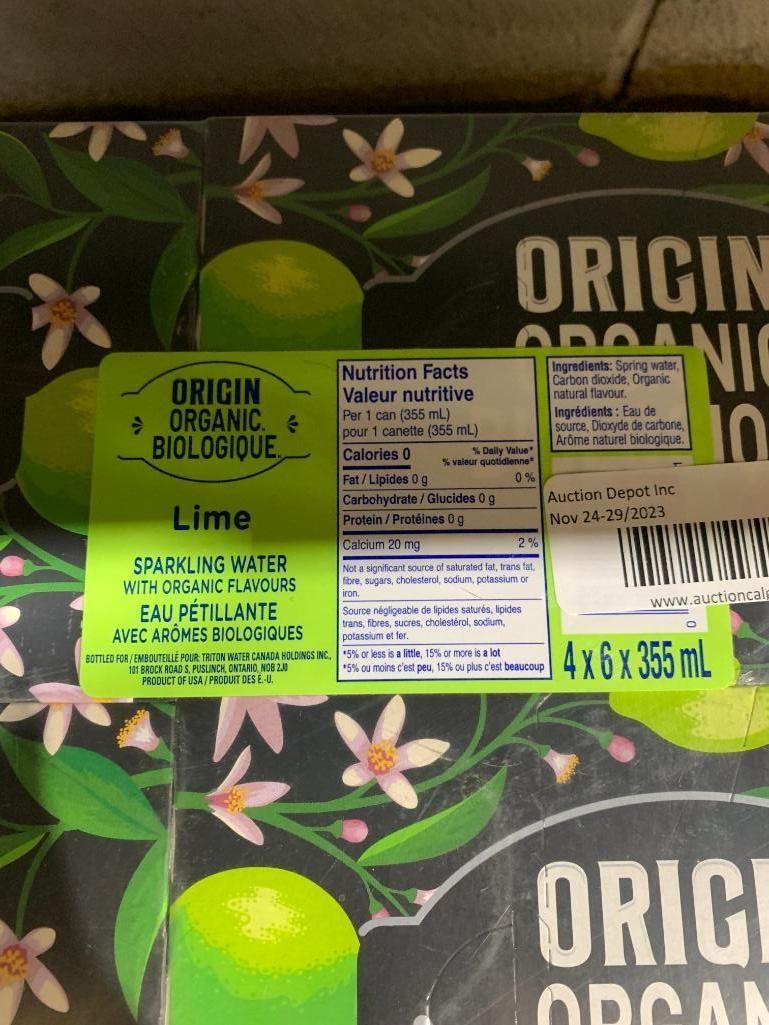 ORIGIN
ORIGIN
ORGANIC.
BIOLOGIQUE.
Lime
SPARKLING WATER
WITH ORGANIC FLAVOURS
EAU PÉTILLANTE
AVEC ARÔMES BIOLOGIQUES
BOTTLED FOR / EMBOUTEILLÉ POUR: TRITON WATER CANADA HOLDINGS INC.,
101 BROCK ROAD S, PUSLINCH, ONTARIO, N0B 2J0
PRODUCT OF USA / PRODUIT DES É.-U.
Nutrition Facts
Valeur nutritive
Per 1 can (355 mL)
pour 1 canette (355 mL)
Calories 0
% Daily Value*
% valeur quotidienne*
Fat / Lipides 0 g 0 %
Carbohydrate / Glucides 0 g
Protein / Protéines 0 g
Calcium 20 mg 2 %
Not a significant source of saturated fat, trans fat,
fibre, sugars, cholesterol, sodium, potassium or
iron.
Source négligeable de lipides saturés, lipides
trans, fibres, sucres, cholestérol, sodium,
potassium et fer.
*5% or less is a little, 15% or more is a lot
*5% ou moins c'est peu, 15% ou plus c'est beaucoup
Ingredients: Spring water,
Carbon dioxide, Organic
natural flavour.
Ingrédients : Eau de
source, Dioxyde de carbone,
Arôme naturel biologique.
Auction Depot Inc
Nov 24-29/2023
www.auctioncal
0
4 x 6 x 355 mL
ORIGI
ORGAN